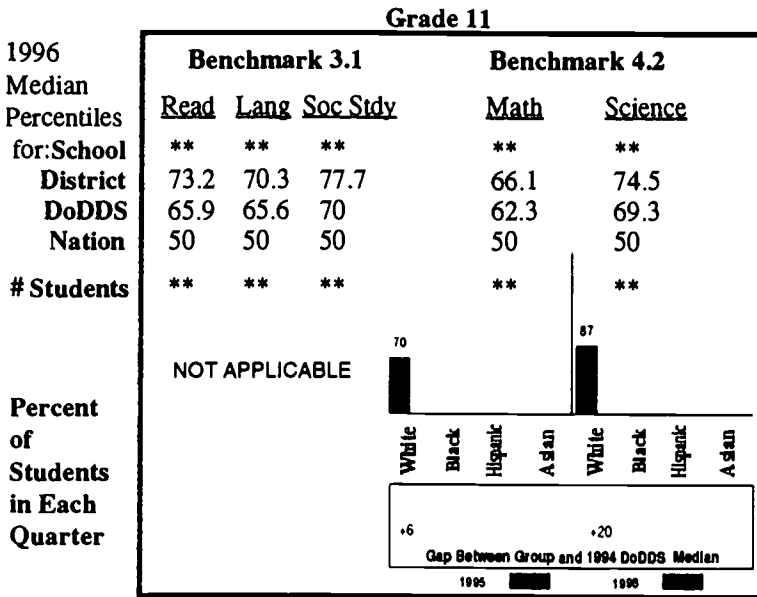 Grade 11
1996 Median Percentiles for:
Benchmark 3.1 Benchmark 4.2
Read Lang Soc Stdy Math Science
School ** ** ** ** **
District 73.2 70.3 77.7 66.1 74.5
DoDDS 65.9 65.6 70 62.3 69.3
Nation 50 50 50 50 50
# Students ** ** ** ** **
70 87
NOT APPLICABLE
Percent
of
Students
in Each
Quarter
White Black Hispanic Asian White Black Hispanic Asian
+6 +20
Gap Between Group and 1994 DoDDS Median
1995 1996